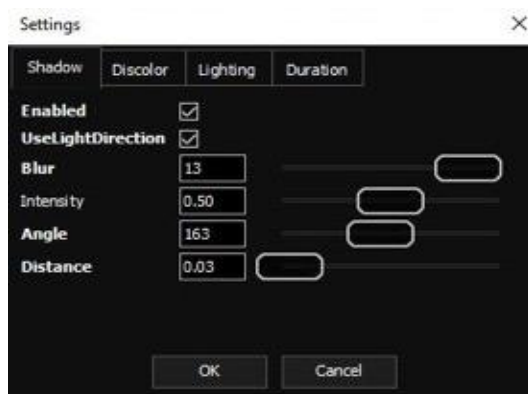 Settings
Shadow Discolor Lighting Duration
Enabled
UseLightDirection
Blur 13
Intensity 0.50
Angle 163
Distance 0.03
OK Cancel